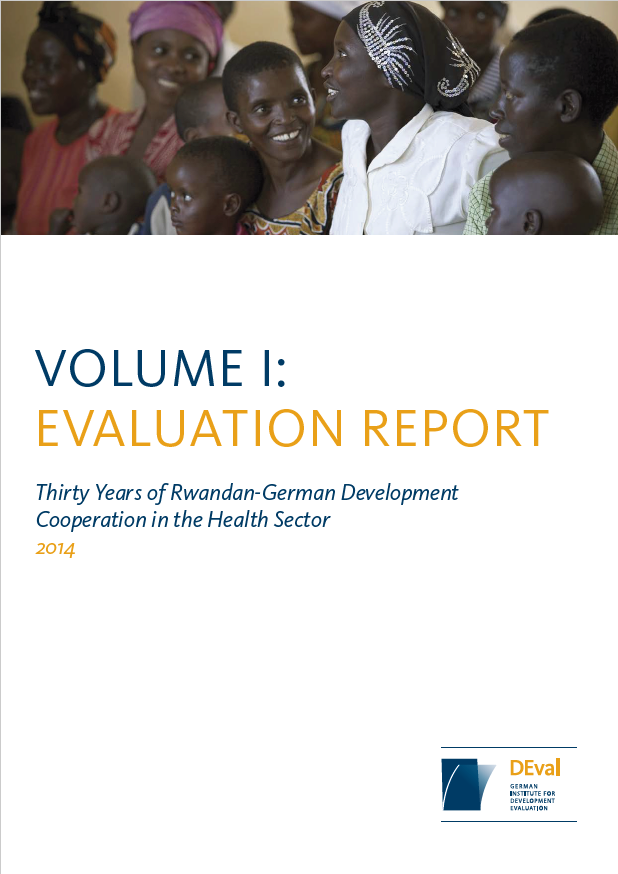 VOLUME I:
EVALUATION REPORT
Thirty Years of Rwandan-German Development
Cooperation in the Health Sector
2014
DEval
GERMAN
INSTITUTE FOR
DEVELOPMENT
EVALUATION